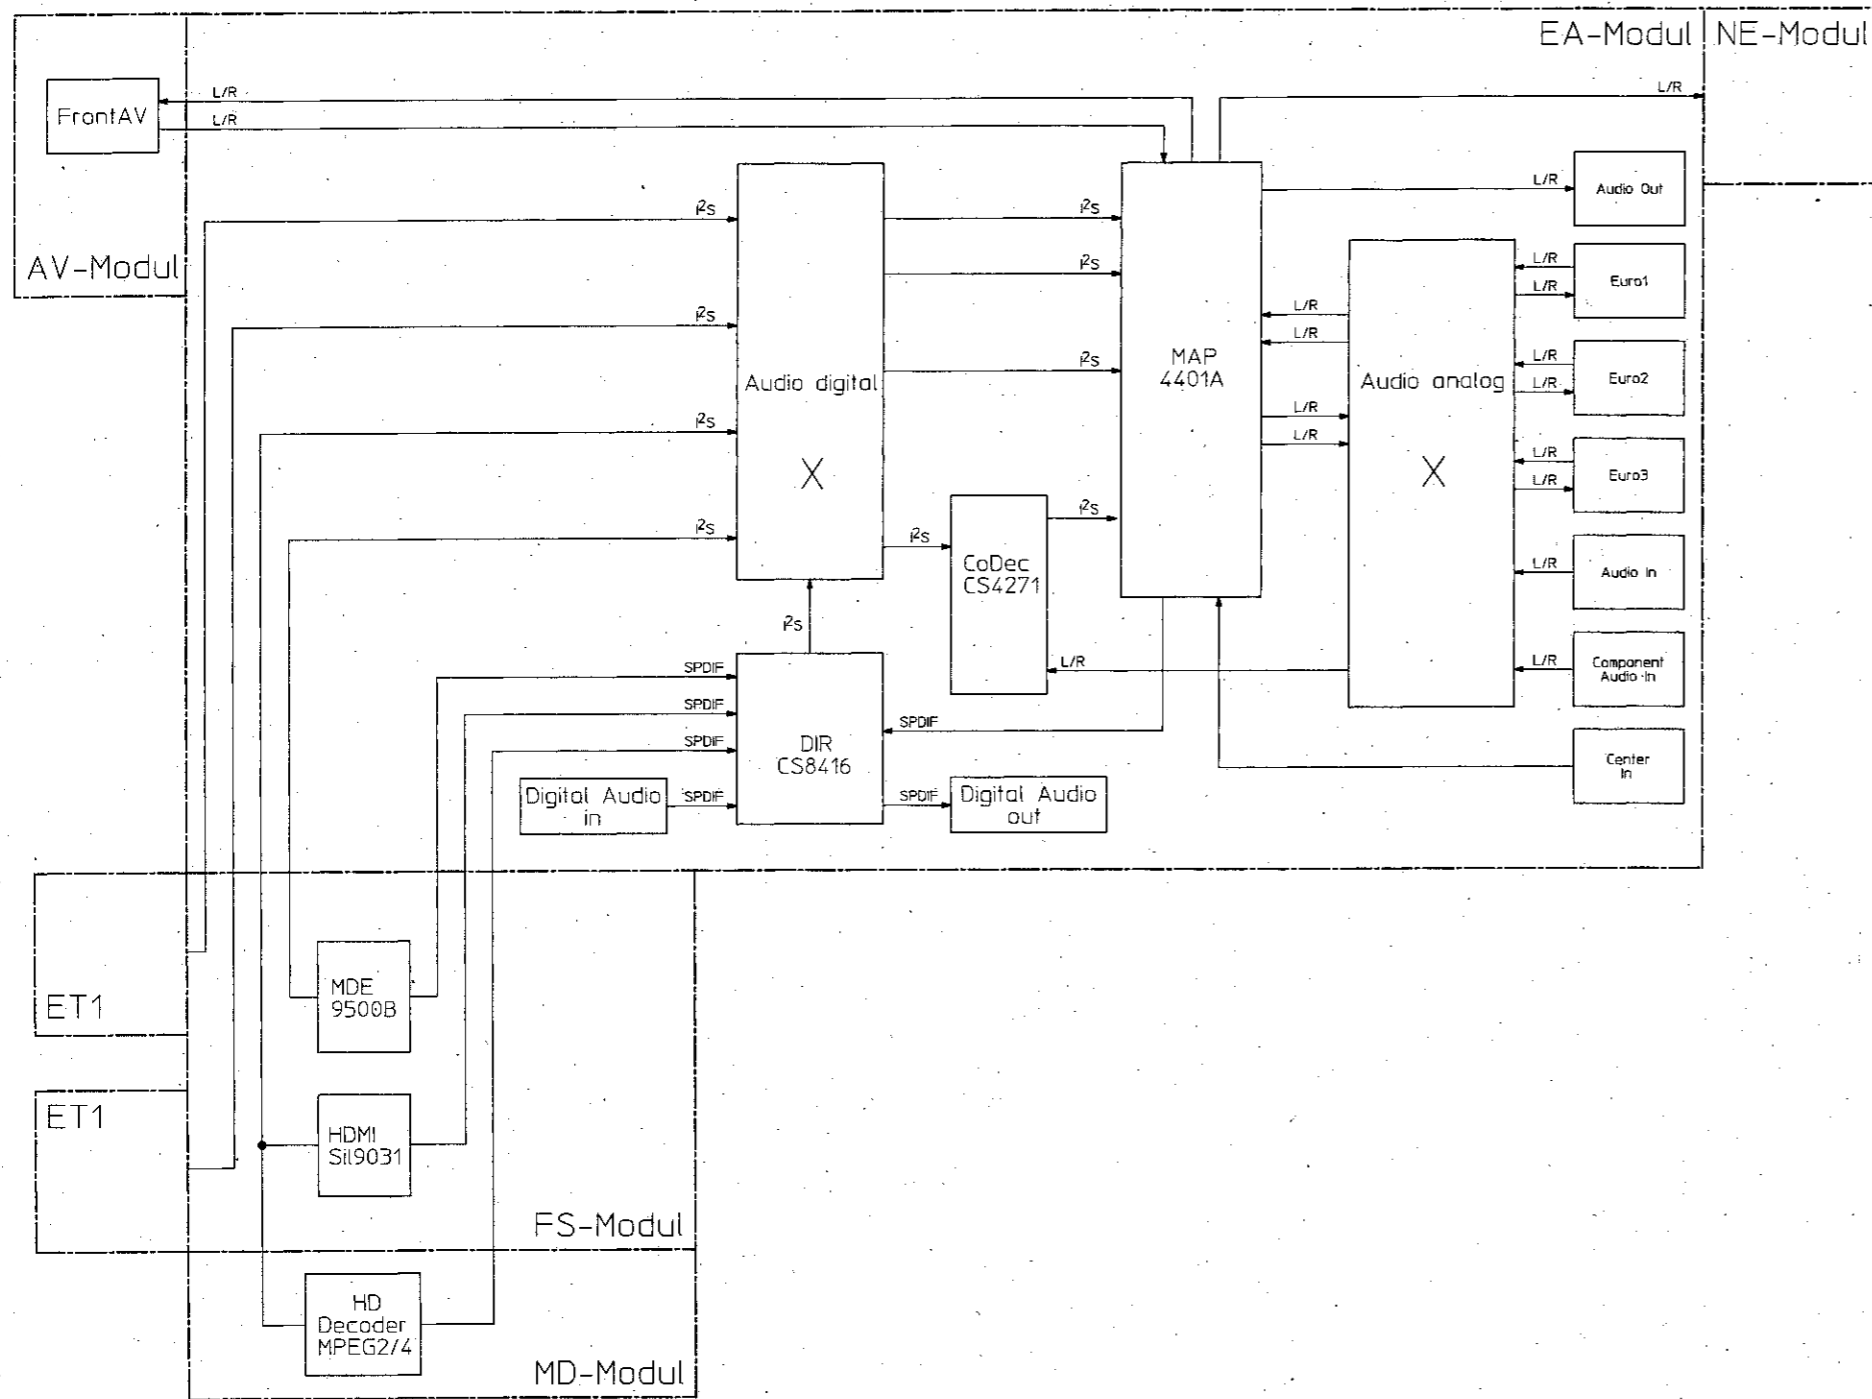 EA-Modul
NE-Modul
FrontAV
L/R
L/R
L/R
AV-Modul
I²S
I²S
I²S
I²S
Audio digital
X
I²S
I²S
I²S
I²S
I²S
MAP
4401A
L/R
L/R
L/R
L/R
Audio analog
X
L/R
Audio Out
L/R
L/R
Euro1
L/R
L/R
Euro2
L/R
L/R
Euro3
L/R
Audio In
L/R
Component
Audio In
Center
In
CoDec
CS4271
I²S
L/R
SPDIF
SPDIF
SPDIF
SPDIF
DIR
CS8416
SPDIF
Digital Audio
in
SPDIF
Digital Audio
out
ET1
MDE
9500B
ET1
HDMI
SiI9031
FS-Modul
HD
Decoder
MPEG2/4
MD-Modul